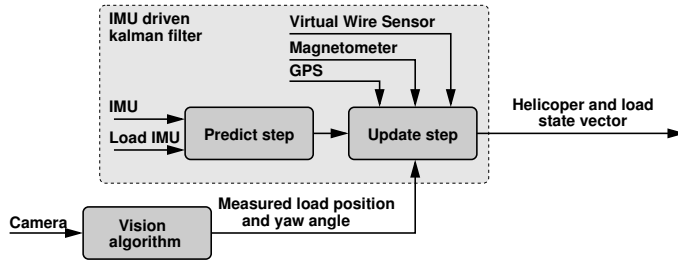 IMU driven
kalman filter
Virtual Wire Sensor
Magnetometer
GPS
IMU
Load IMU
Predict step
Update step
Helicoper and load
state vector
Measured load position
and yaw angle
Camera
Vision
algorithm